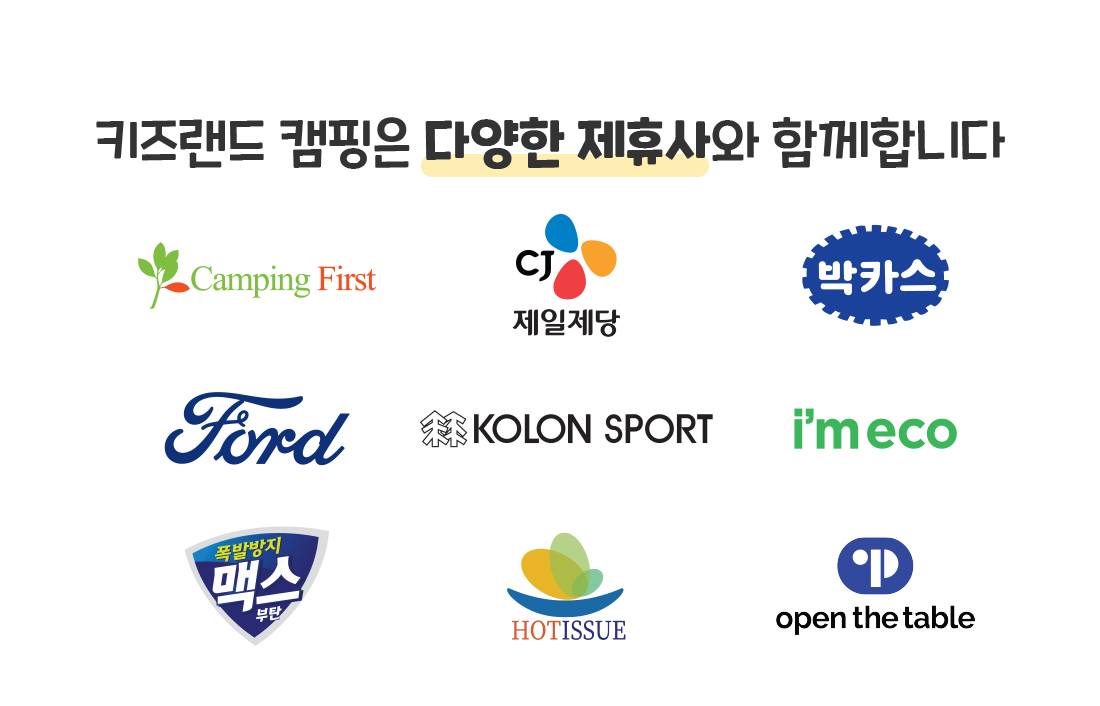 키즈랜드 캠핑은 다양한 제휴사와 함께합니다
Camping First
CJ
제일제당
박카스
Ford
KOLON SPORT
i'm eco
폭발방지
맥스
부탄
HOTISSUE
open the table